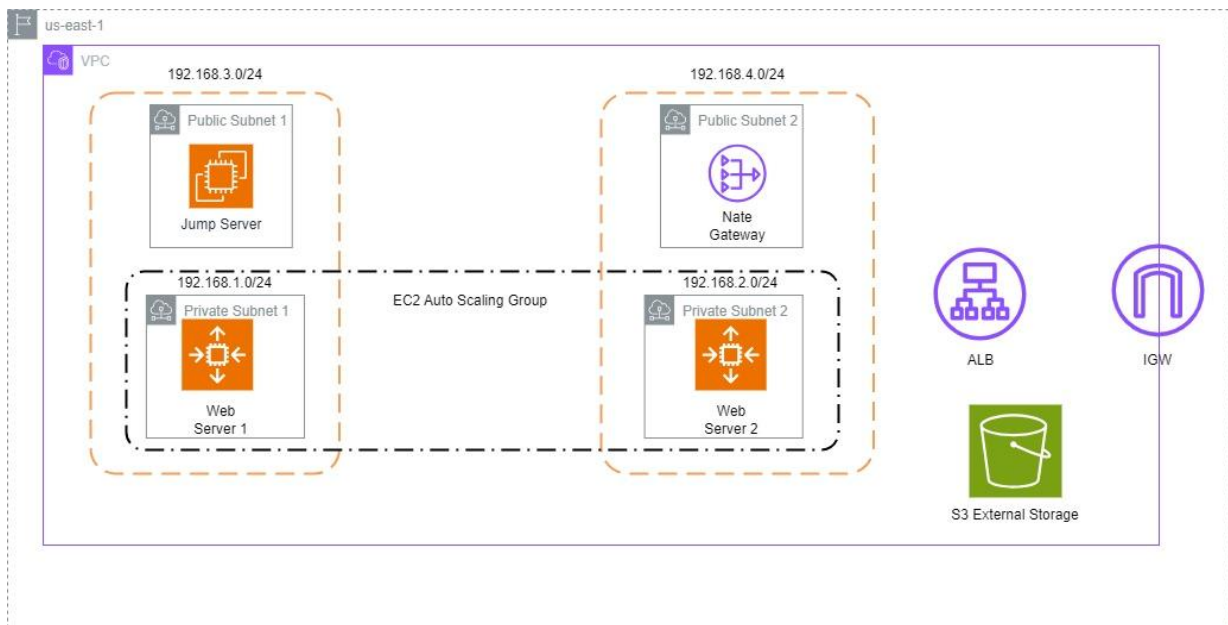 us-east-1
VPC
192.168.3.0/24
192.168.4.0/24
Public Subnet 1
Public Subnet 2
Jump Server
Nate
Gateway
192.168.1.0/24
192.168.2.0/24
EC2 Auto Scaling Group
Private Subnet 1
Private Subnet 2
Web
Server 1
Web
Server 2
ALB
IGW
S3 External Storage